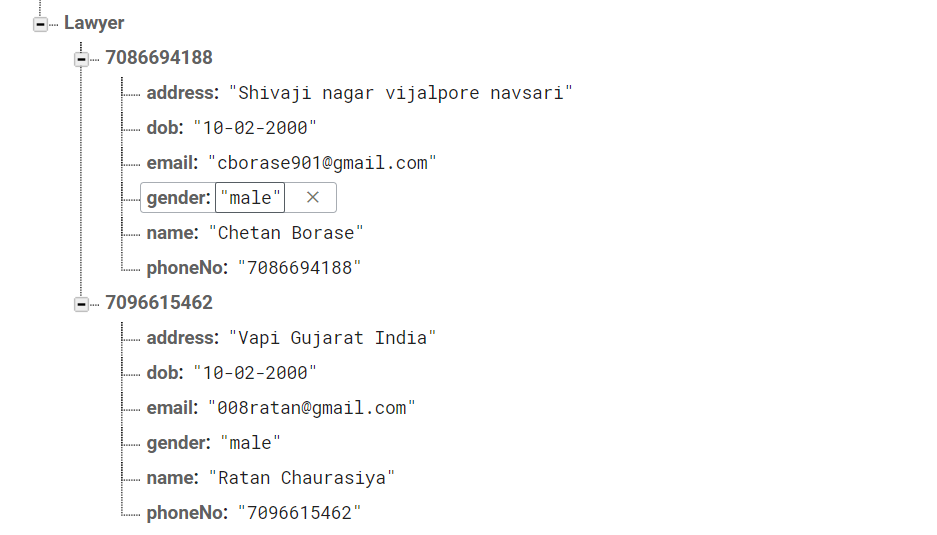 Lawyer
7086694188
address: "Shivaji nagar vijalpore navsari"
dob: "10-02-2000"
email: "cborase901@gmail.com"
gender: "male" ×
name: "Chetan Borase"
phoneNo: "7086694188"
7096615462
address: "Vapi Gujarat India"
dob: "10-02-2000"
email: "008ratan@gmail.com"
gender: "male"
name: "Ratan Chaurasiya"
phoneNo: "7096615462"